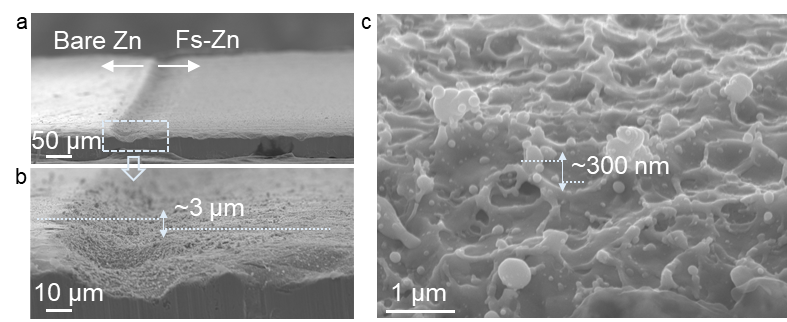 a
Bare Zn
Fs-Zn
50 µm
b
~3 µm
10 µm
c
~300 nm
1 µm